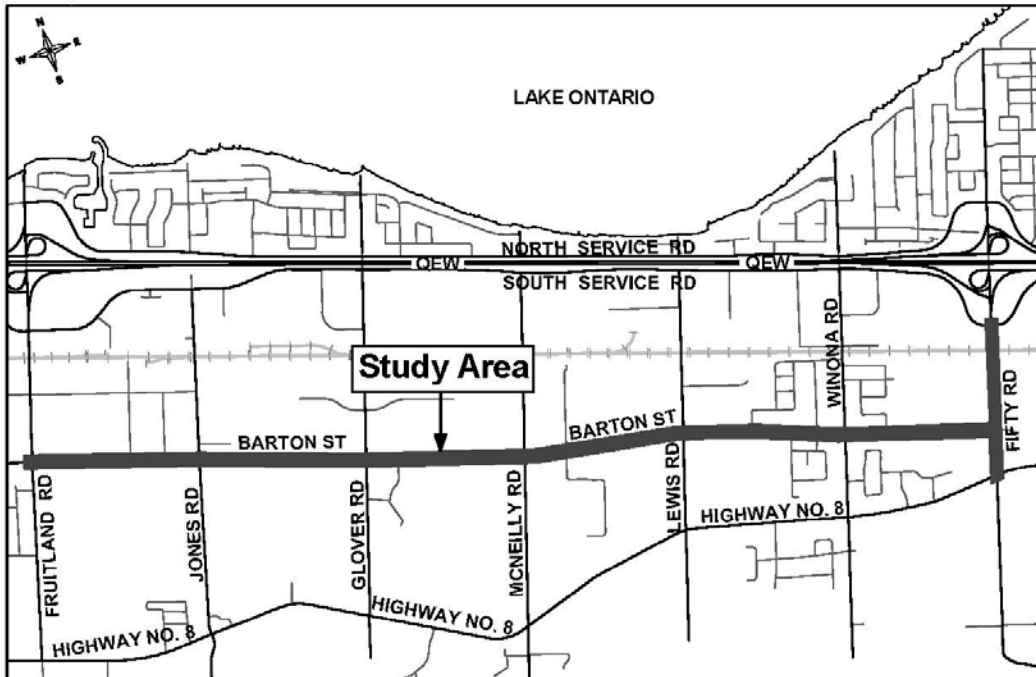 N
W
E
S
LAKE ONTARIO
NORTH SERVICE RD
QEW
QEW
SOUTH SERVICE RD
Study Area
BARTON ST
BARTON ST
WINONA RD
FIFTY RD
FRUITLAND RD
JONES RD
GLOVER RD
MCNEILLY RD
LEWIS RD
HIGHWAY NO. 8
HIGHWAY NO. 8
HIGHWAY NO. 8